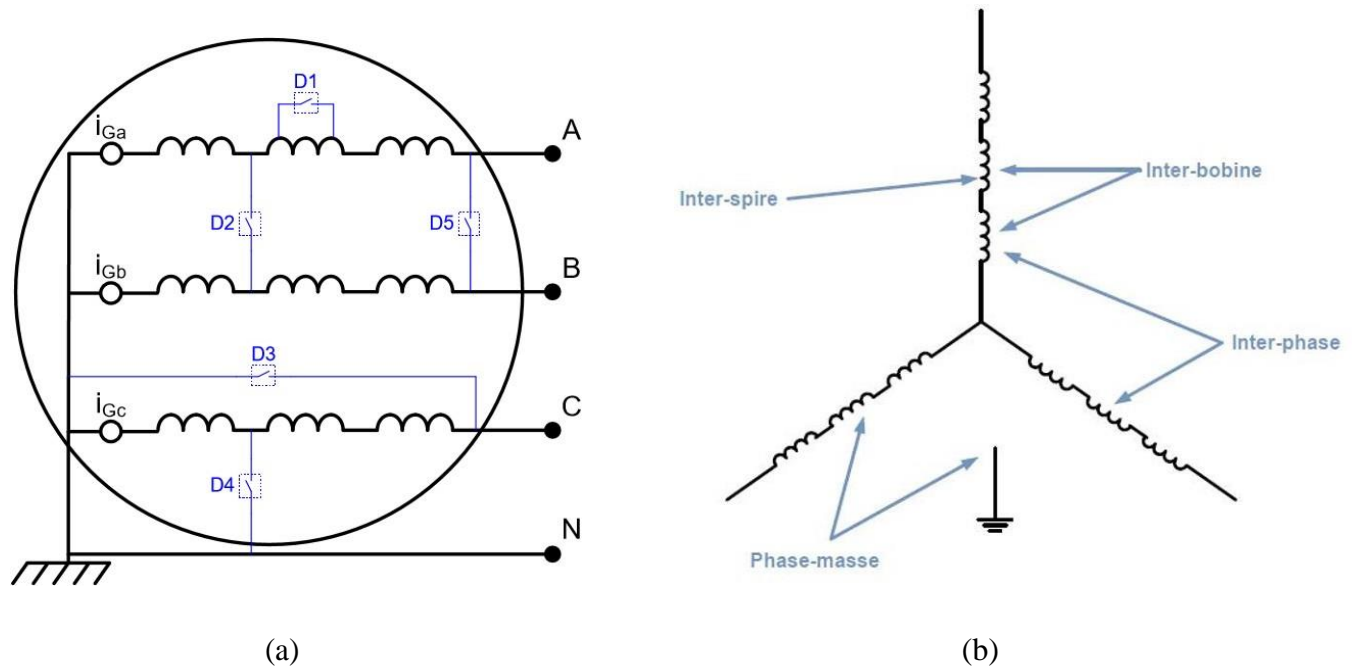 D1
iGa
A
D2
D5
iGb
B
D3
iGc
C
D4
N
(a)
Inter-spire
Inter-bobine
Inter-phase
Phase-masse
(b)